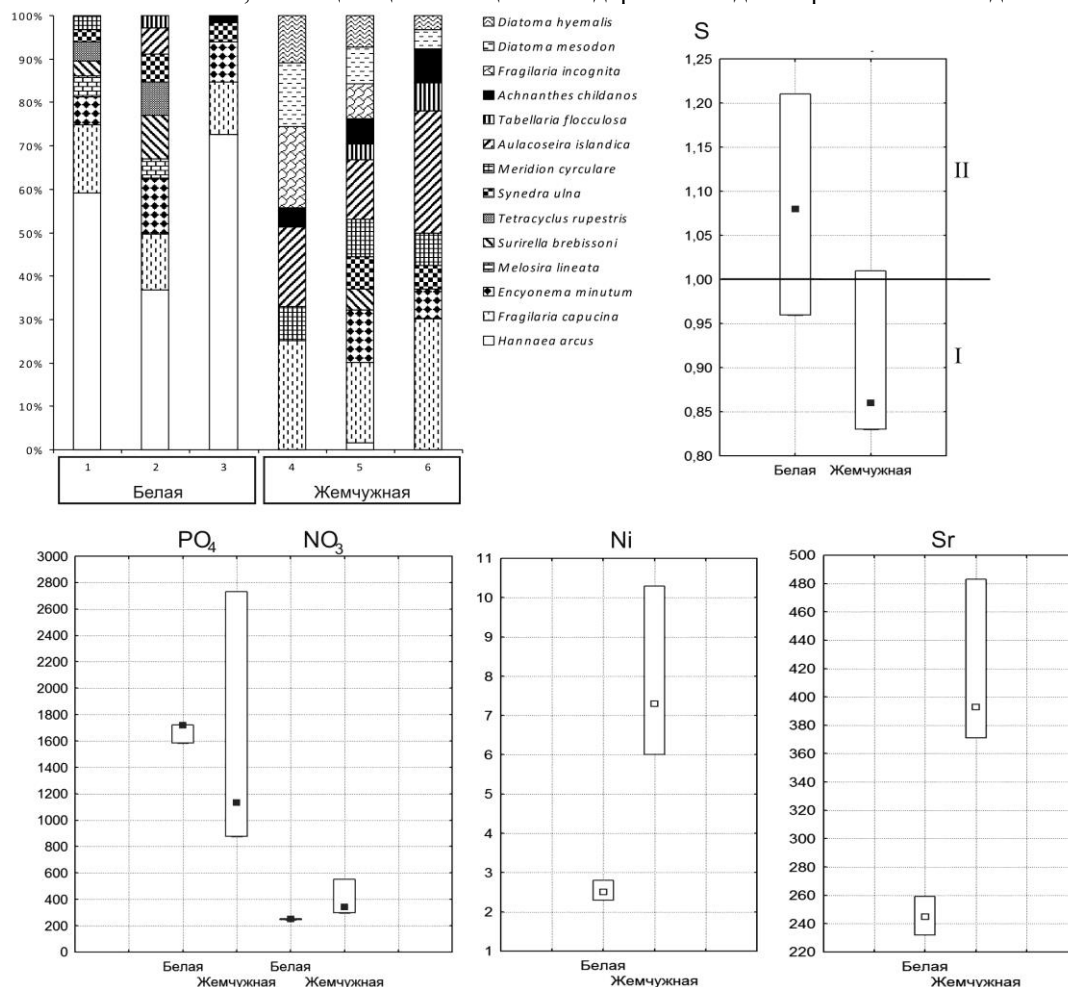 100%
90%
80%
70%
60%
50%
40%
30%
20%
10%
0%
1 2 3 4 5 6
Белая Жемчужная
Diatoma hyemalis
Diatoma mesodon
Fragilaria incognita
Achnanthes childanos
Tabellaria flocculosa
Aulacoseira islandica
Meridion cyrculare
Synedra ulna
Tetracyclus rupestris
Surirella brebissoni
Melosira lineata
Encyonema minutum
Fragilaria capucina
Hannaea arcus
S
1,25
1,20
1,15
1,10
1,05
1,00
0,95
0,90
0,85
0,80
II
I
Белая Жемчужная
PO4 NO3
3000
2800
2600
2400
2200
2000
1800
1600
1400
1200
1000
800
600
400
200
0
Белая Белая
Жемчужная Жемчужная
Ni
11
10
9
8
7
6
5
4
3
2
1
Белая
Жемчужная
Sr
500
480
460
440
420
400
380
360
340
320
300
280
260
240
220
Белая
Жемчужная